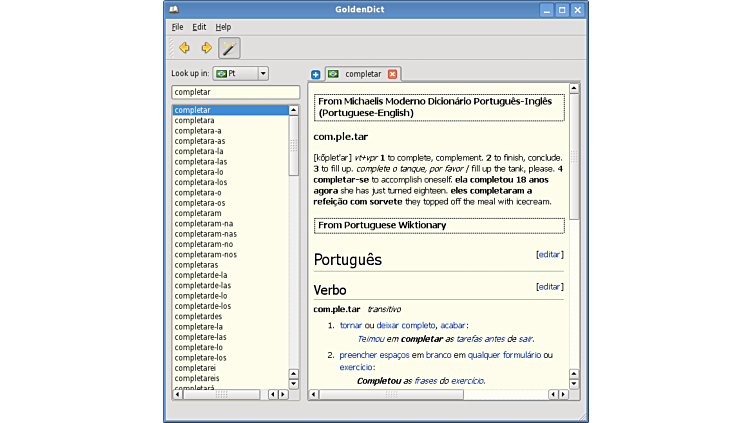 GoldenDict
File Edit Help
Look up in: Pt
completar
completar
completar
completara
completara-a
completara-as
completara-la
completara-las
completara-lo
completara-los
completara-o
completara-os
completaram
completaram-na
completaram-nas
completaram-no
completaram-nos
completaras
completarde-la
completarde-las
completarde-lo
completarde-los
completardes
completare-la
completare-las
completare-lo
completare-los
completarei
completareis
completará
From Michaelis Moderno Dicionário Português-Inglês
(Portuguese-English)
com.ple.tar
[kõplet'ar] vt+vpr 1 to complete, complement. 2 to finish, conclude.
3 to fill up. complete o tanque, por favor / fill up the tank, please. 4
completar-se to accomplish oneself. ela completou 18 anos
agora she has just turned eighteen. eles completaram a
refeição com sorvete they topped off the meal with icecream.
From Portuguese Wiktionary
Português [editar]
Verbo [editar]
com.ple.tar transitivo
1. tornar ou deixar completo, acabar:
Teimou em completar as tarefas antes de sair.
2. preencher espaços em branco em qualquer formulário ou
exercício:
Completou as frases do exercício.